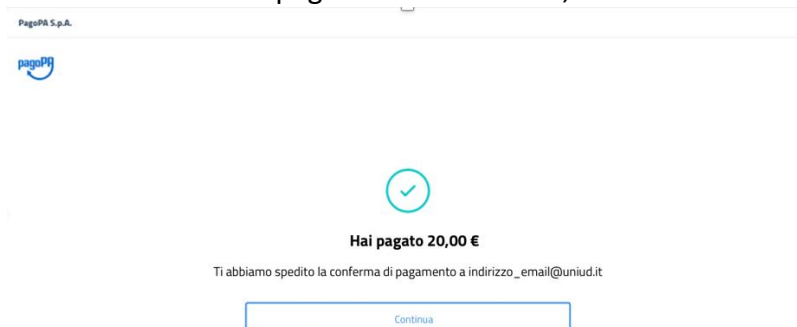 PagoPA S.p.A.
pagoPA
Hai pagato 20,00 €
Ti abbiamo spedito la conferma di pagamento a indirizzo_email@uniud.it
Continua